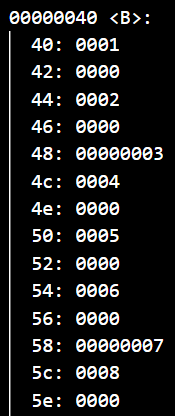 00000040 <B>:
40: 0001
42: 0000
44: 0002
46: 0000
48: 00000003
4c: 0004
4e: 0000
50: 0005
52: 0000
54: 0006
56: 0000
58: 00000007
5c: 0008
5e: 0000